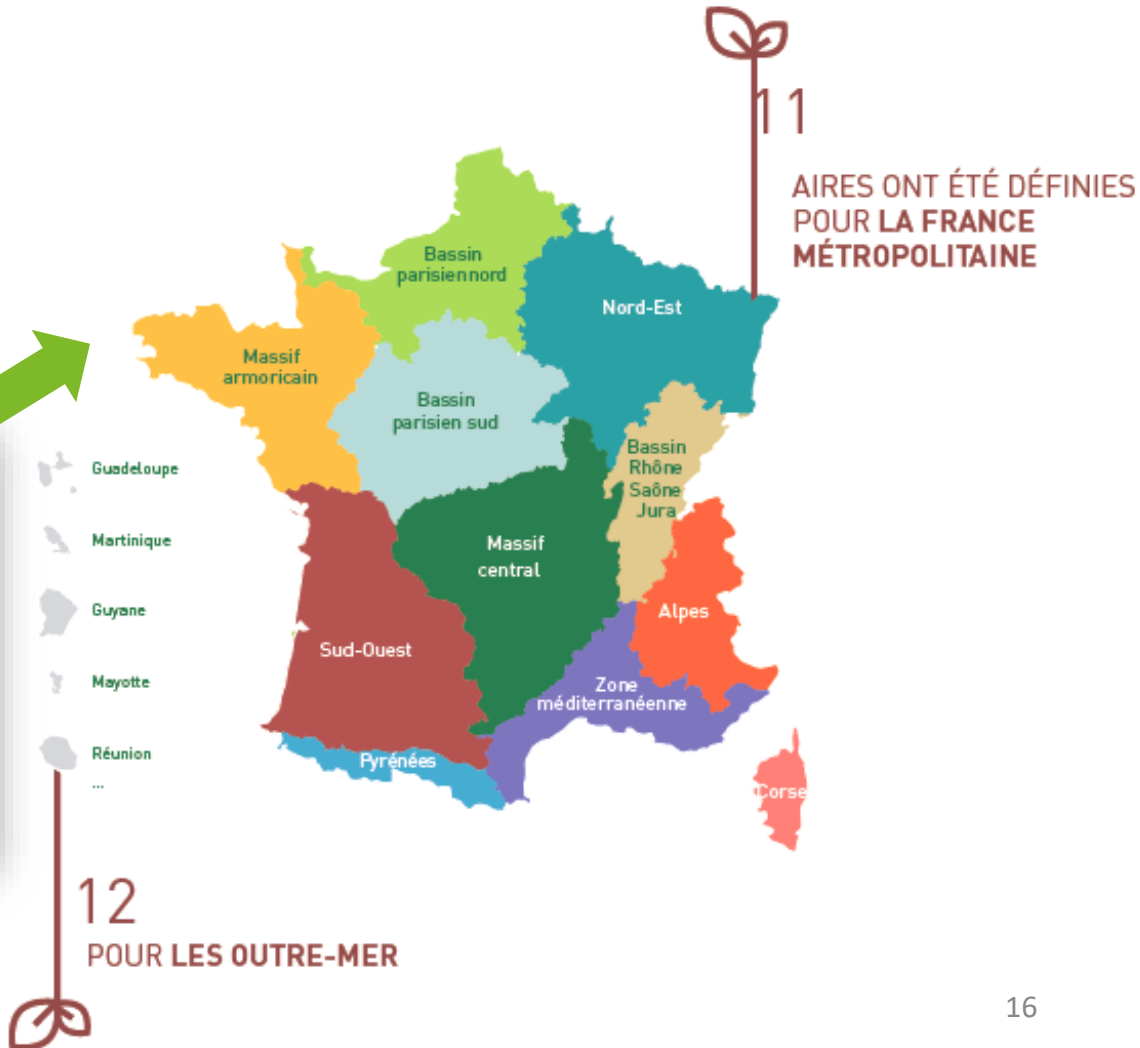 11
AIRES ONT ÉTÉ DÉFINIES
POUR LA FRANCE
MÉTROPOLITAINE
Bassin
parisiennord
Nord-Est
Massif
armoricain
Bassin
parisien sud
Bassin
Rhône
Saône
Jura
Massif
central
Alpes
Sud-Ouest
Zone
méditerranéenne
Pyrénées
Corse
Guadeloupe
Martinique
Guyane
Mayotte
Réunion
...
12
POUR LES OUTRE-MER
16